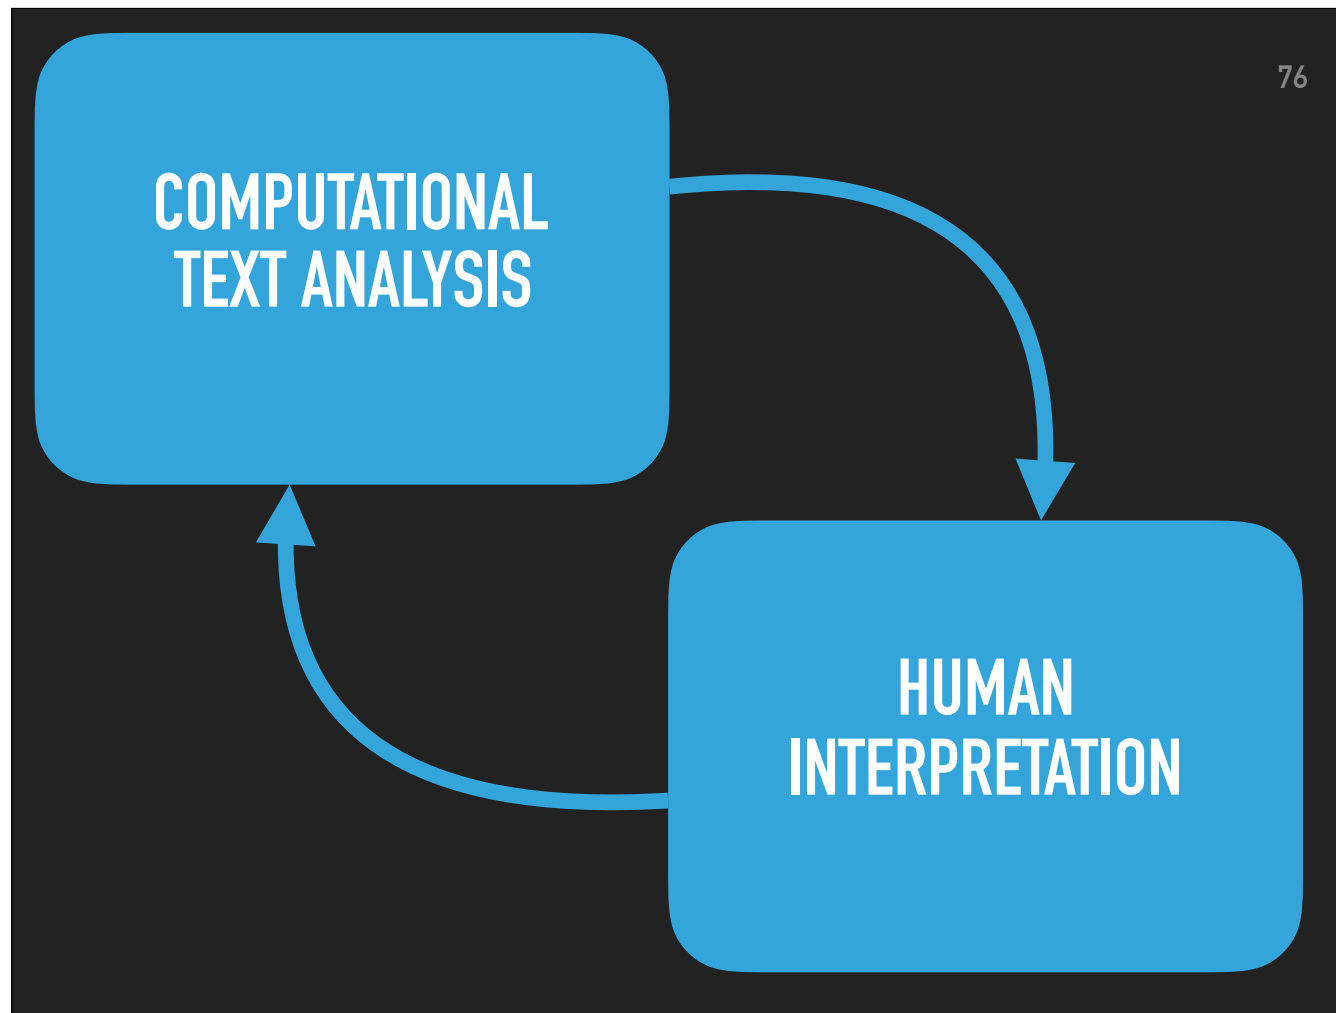 76
COMPUTATIONAL
TEXT ANALYSIS
HUMAN
INTERPRETATION